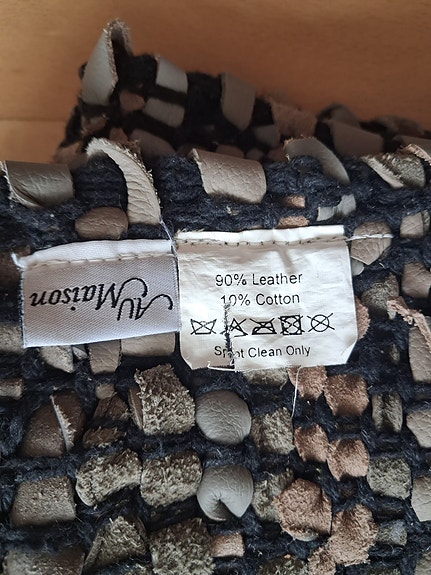 AU
Maison
90% Leather
10% Cotton
Spot Clean Only